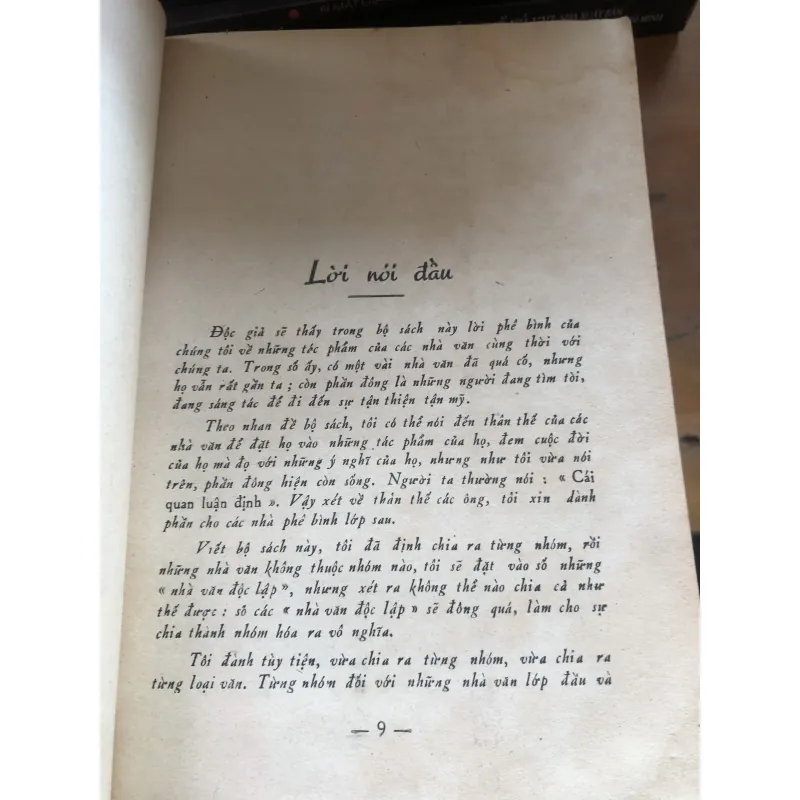 Lời nói đầu
Độc giả sẽ thấy trong bộ sách này lời phê bình của
chúng tôi về những tác phẩm của các nhà văn cùng thời với
chúng ta. Trong số ấy, có một vài nhà văn đã quá cố, nhưng
họ vẫn rất gần ta ; còn phần đông là những người đang tìm tòi,
đang sáng tác để đi đến sự tận thiện tận mỹ.
Theo nhan đề bộ sách, tôi có thể nói đến thân thế của các
nhà văn để đặt họ vào những tác phẩm của họ, đem cuộc đời
của họ mà đọ với những ý nghĩ của họ, nhưng như tôi vừa nói
trên, phần đông hiện còn sống. Người ta thường nói : « Cái
quan luận định ». Vậy xét về thân thế các ông, tôi xin dành
phần cho các nhà phê bình lớp sau.
Viết bộ sách này, tôi đã định chia ra từng nhóm, rồi
những nhà văn không thuộc nhóm nào, tôi sẽ đặt vào số những
« nhà văn độc lập », nhưng xét ra không thể nào chia cả như
thế được : số các « nhà văn độc lập » sẽ đông quá, làm cho sự
chia thành nhóm hóa ra vô nghĩa.
Tôi đành tùy tiện, vừa chia ra từng nhóm, vừa chia ra
từng loại văn. Từng nhóm đối với những nhà văn lớp đầu và
— 9 —